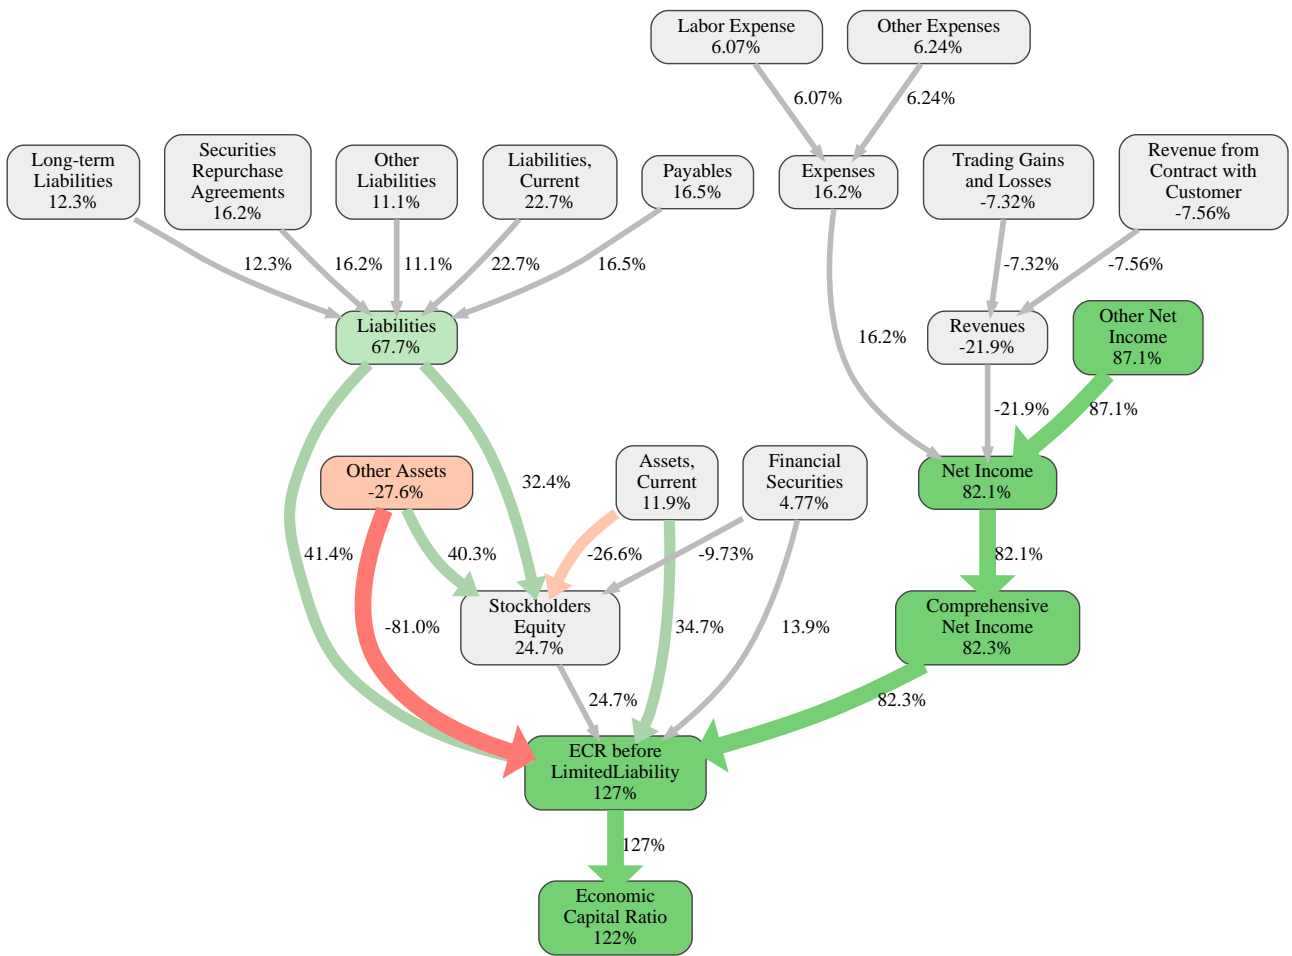 Labor Expense
6.07%
Other Expenses
6.24%
6.07%
6.24%
Long-term
Liabilities
12.3%
Securities
Repurchase
Agreements
16.2%
Other
Liabilities
11.1%
Liabilities,
Current
22.7%
Payables
16.5%
Expenses
16.2%
Trading Gains
and Losses
-7.32%
Revenue from
Contract with
Customer
-7.56%
12.3%
16.2%
11.1%
22.7%
16.5%
-7.32%
-7.56%
Liabilities
67.7%
16.2%
Revenues
-21.9%
Other Net
Income
87.1%
-21.9%
87.1%
Other Assets
-27.6%
32.4%
Assets,
Current
11.9%
Financial
Securities
4.77%
Net Income
82.1%
41.4%
40.3%
-26.6%
-9.73%
82.1%
Stockholders
Equity
24.7%
-81.0%
34.7%
13.9%
Comprehensive
Net Income
82.3%
24.7%
82.3%
ECR before
LimitedLiability
127%
127%
Economic
Capital Ratio
122%